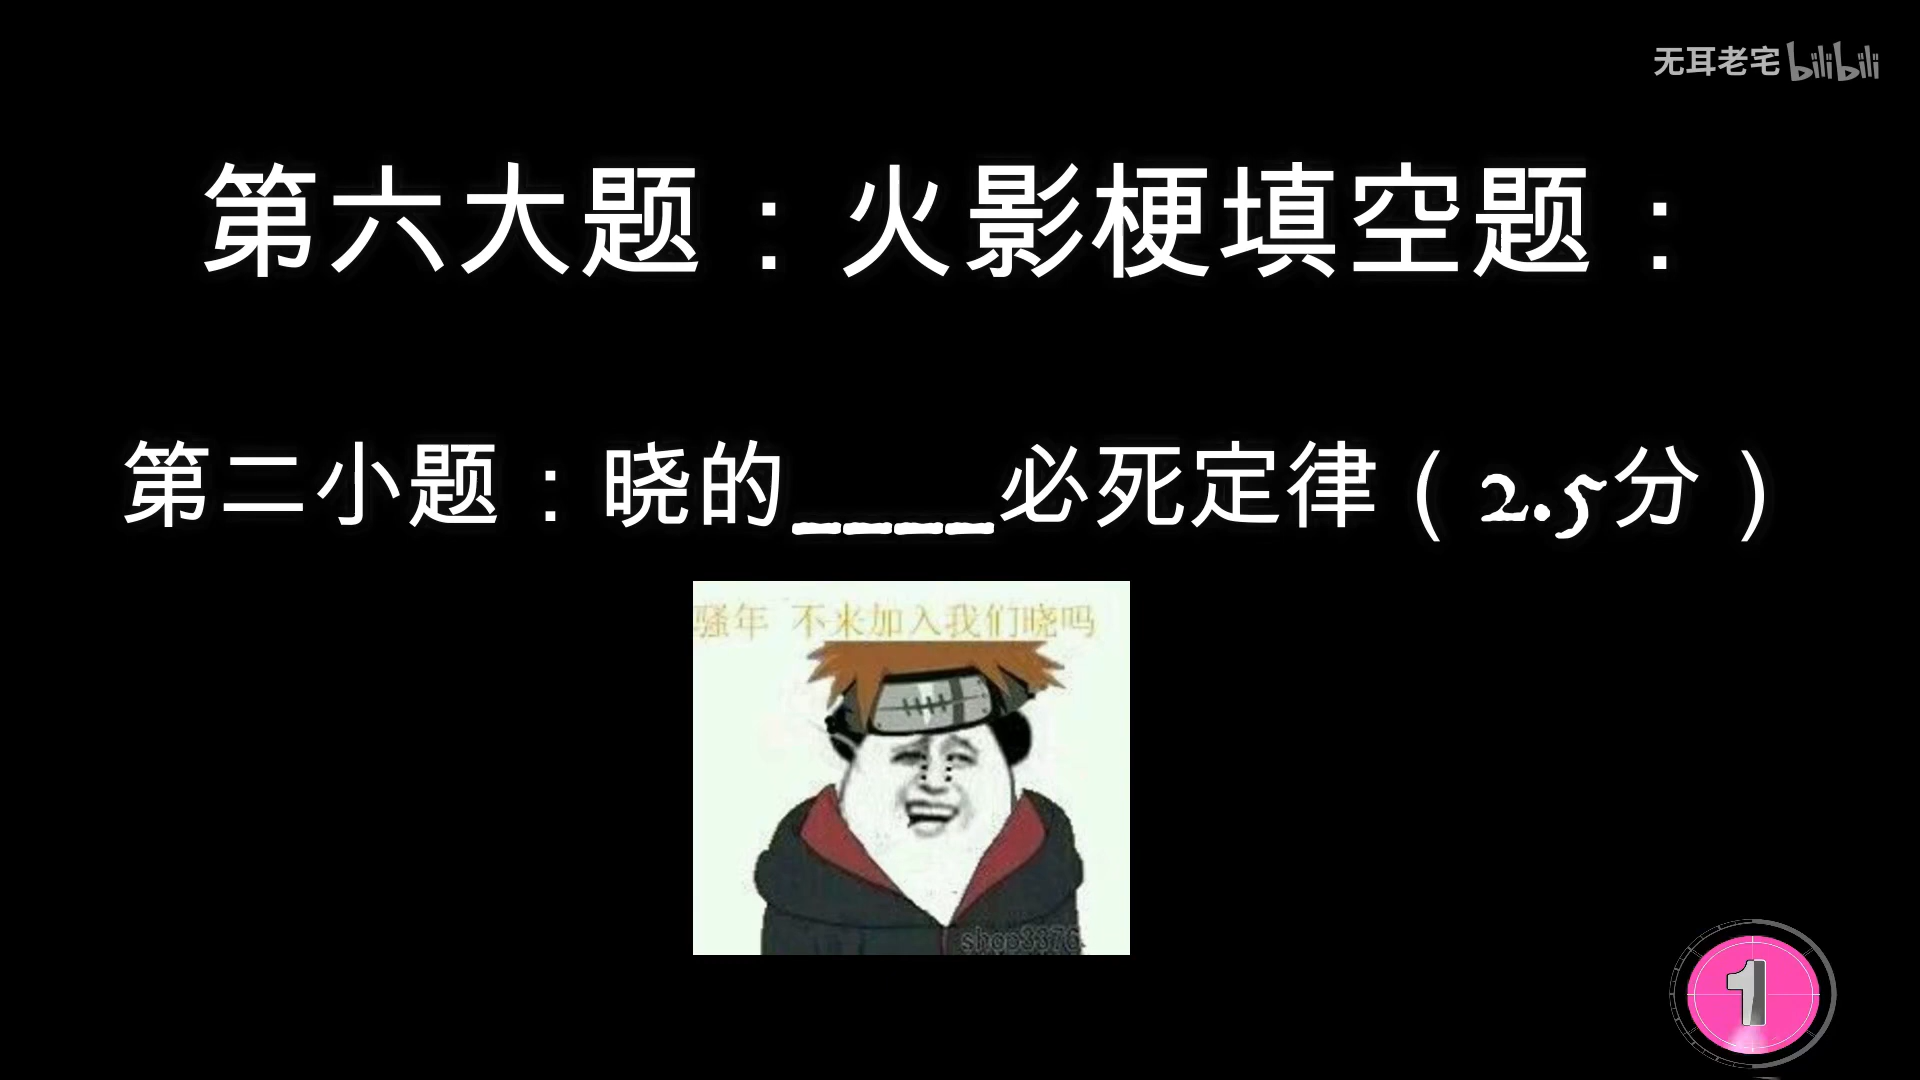 无耳老宅 bilibili
第六大题：火影梗填空题：
第二小题：晓的____必死定律（2.5分）
骚年 不来加入我们晓吗
shop3376
1